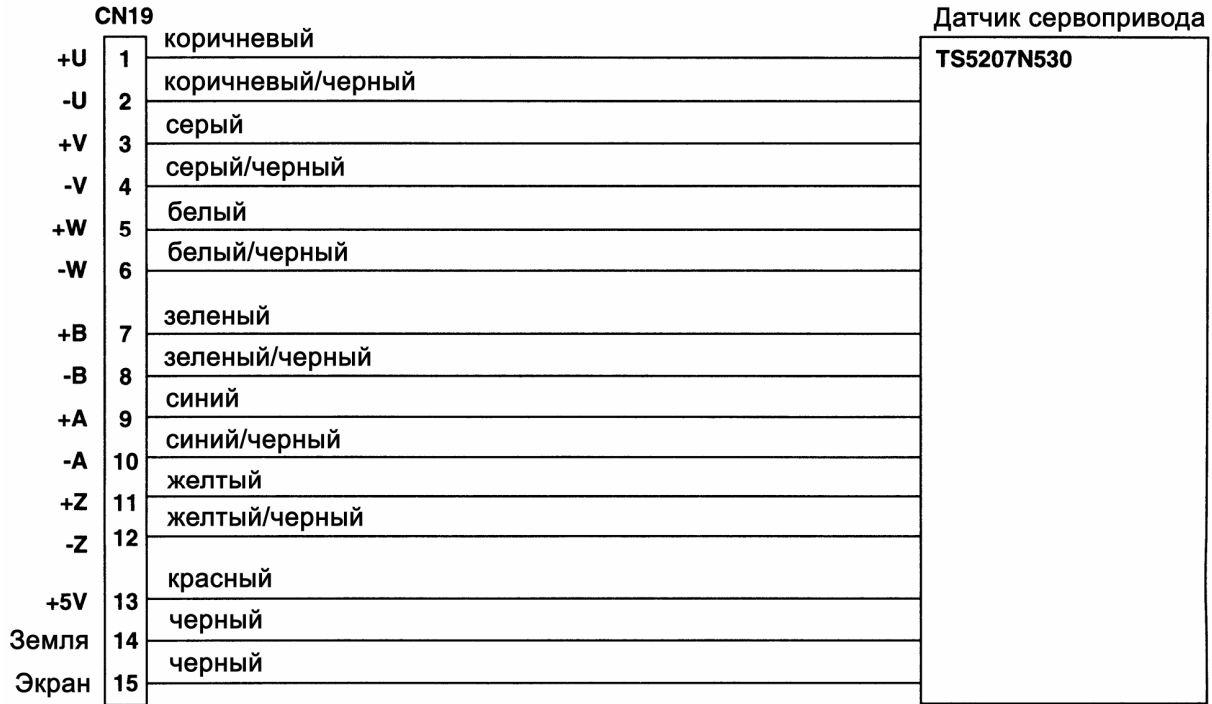 CN19 Датчик сервопривода
TS5207N530
+U 1 коричневый
-U 2 коричневый/черный
+V 3 серый
-V 4 серый/черный
+W 5 белый
-W 6 белый/черный
+B 7 зеленый
-B 8 зеленый/черный
+A 9 синий
-A 10 синий/черный
+Z 11 желтый
-Z 12 желтый/черный
+5V 13 красный
Земля 14 черный
Экран 15 черный